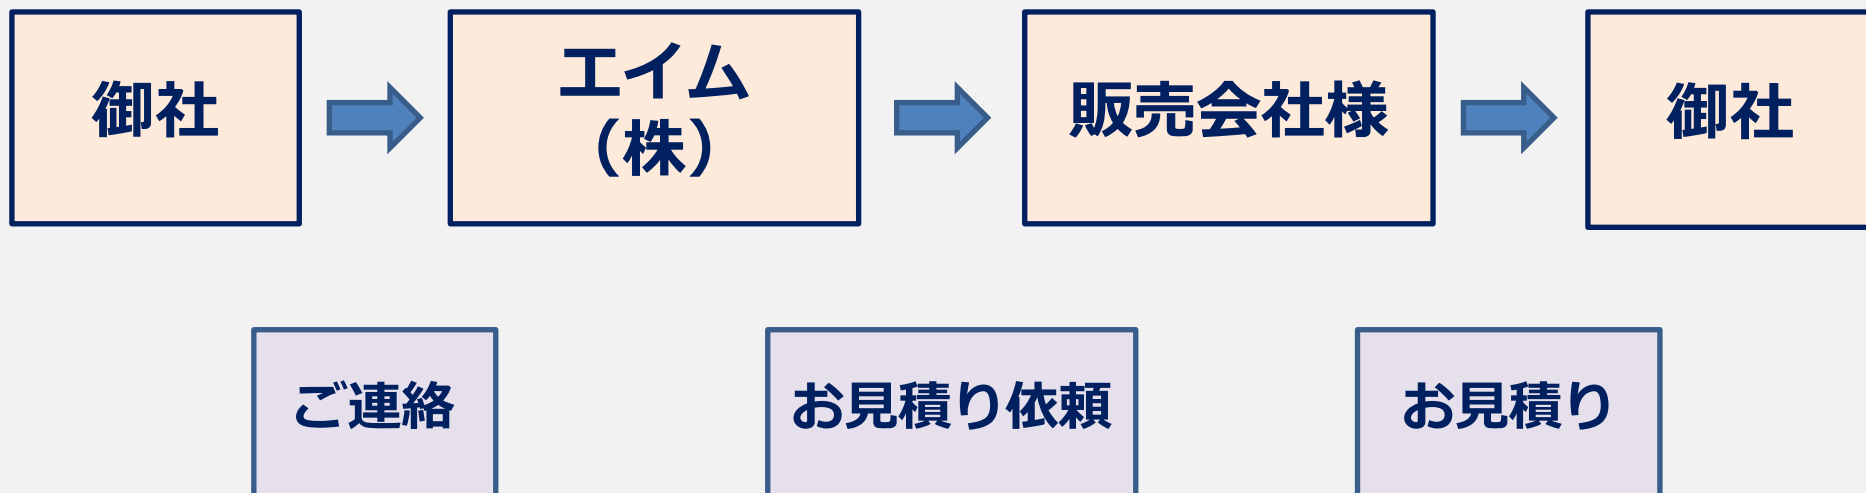 御社
エイム
（株）
販売会社様
御社
ご連絡
お見積り依頼
お見積り